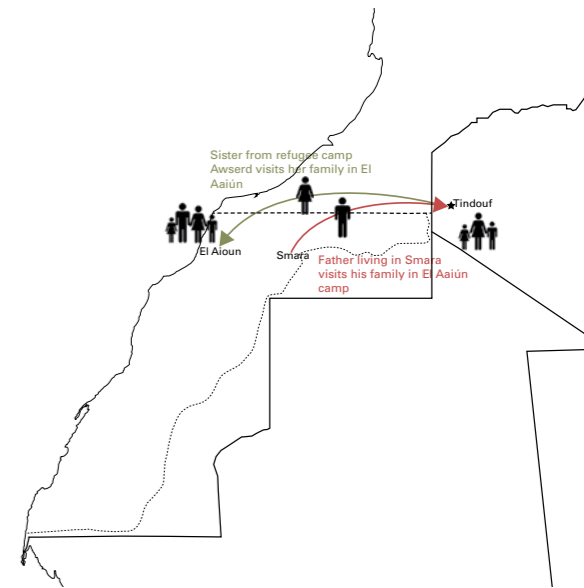 Sister from refugee camp
Awserd visits her family in El
Aaiún
Tindouf
El Aioun
Smara
Father living in Smara
visits his family in El Aaiún
camp